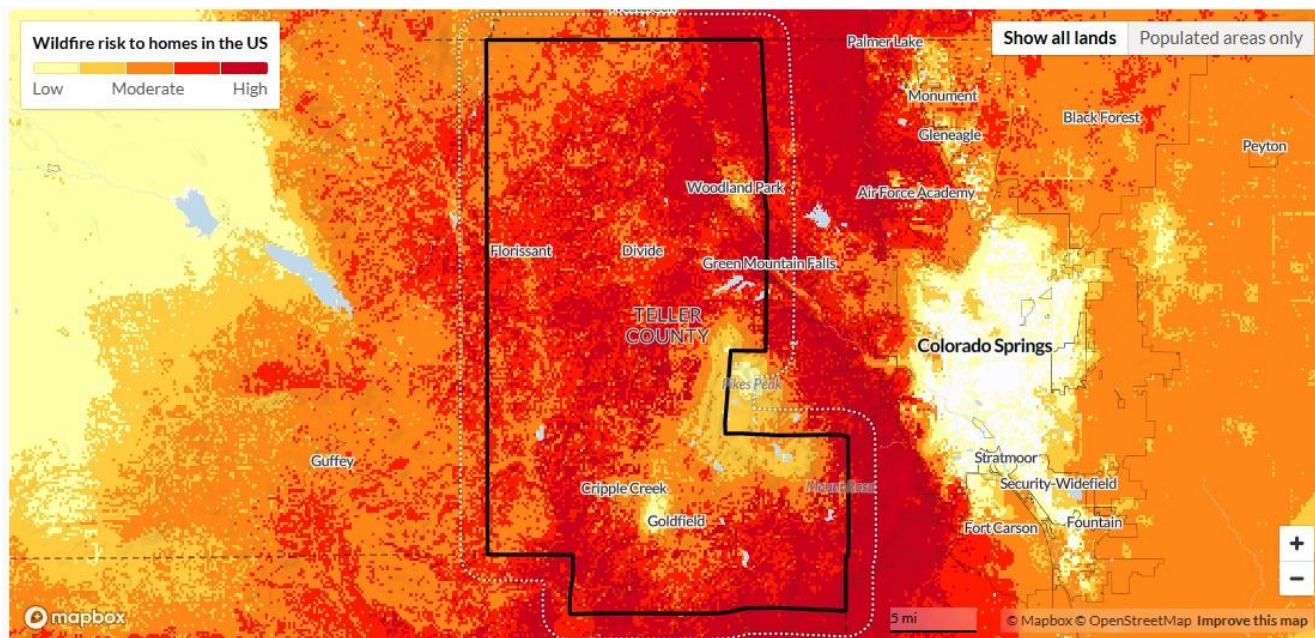 Westcreek
Wildfire risk to homes in the US
Low Moderate High
Palmer Lake
Show all lands Populated areas only
Monument
Black Forest
Gleneagle
Peyton
Woodland Park
Air Force Academy
Florissant
Divide
Green Mountain Falls
TELLER
COUNTY
Colorado Springs
Pikes Peak
Guffey
Stratmoor
Cripple Creek
Security-Widefield
Mount Rosa
Goldfield
Fort Carson
Fountain
+
−
mapbox
5 mi
© Mapbox © OpenStreetMap Improve this map